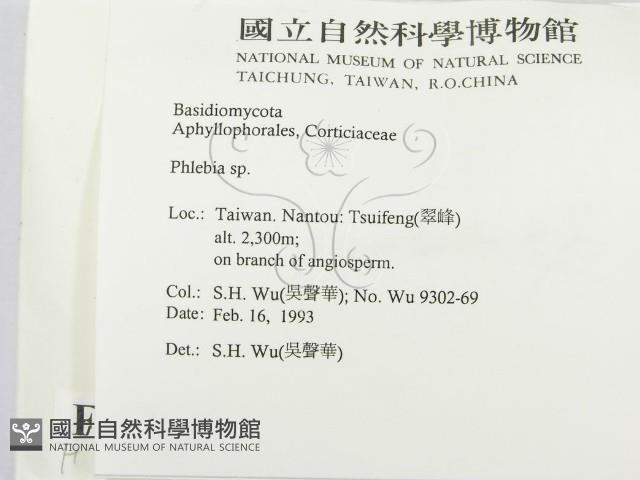 國立自然科學博物館
NATIONAL MUSEUM OF NATURAL SCIENCE
TAICHUNG, TAIWAN, R.O.CHINA
Basidiomycota
Aphyllophorales, Corticiaceae
Phlebia sp.
Loc.: Taiwan. Nantou: Tsuifeng(翠峰)
alt. 2,300m;
on branch of angiosperm.
Col.: S.H. Wu(吳聲華); No. Wu 9302-69
Date: Feb. 16, 1993
Det.: S.H. Wu(吳聲華)
國立自然科學博物館
NATIONAL MUSEUM OF NATURAL SCIENCE